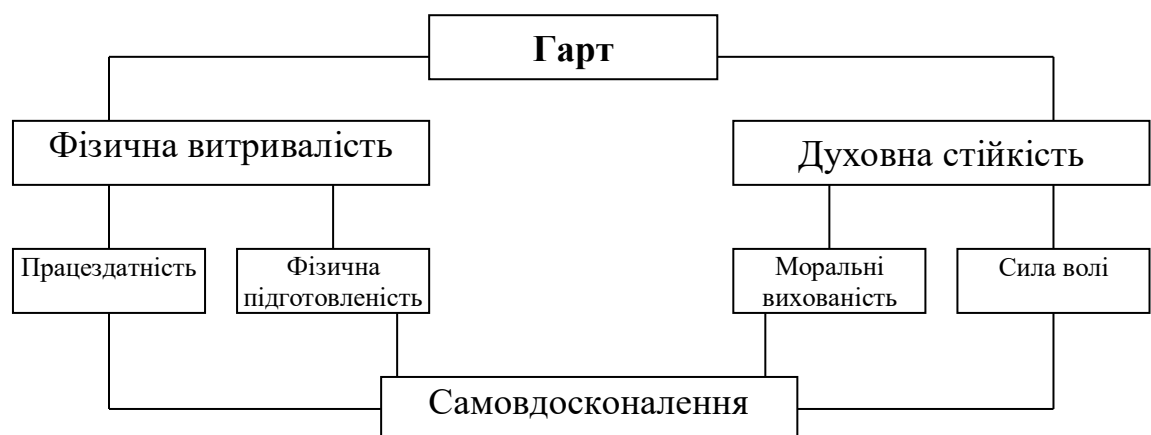 Гарт
Фізична витривалість
Духовна стійкість
Працездатність
Фізична
підготовленість
Моральні
вихованість
Сила волі
Самовдосконалення